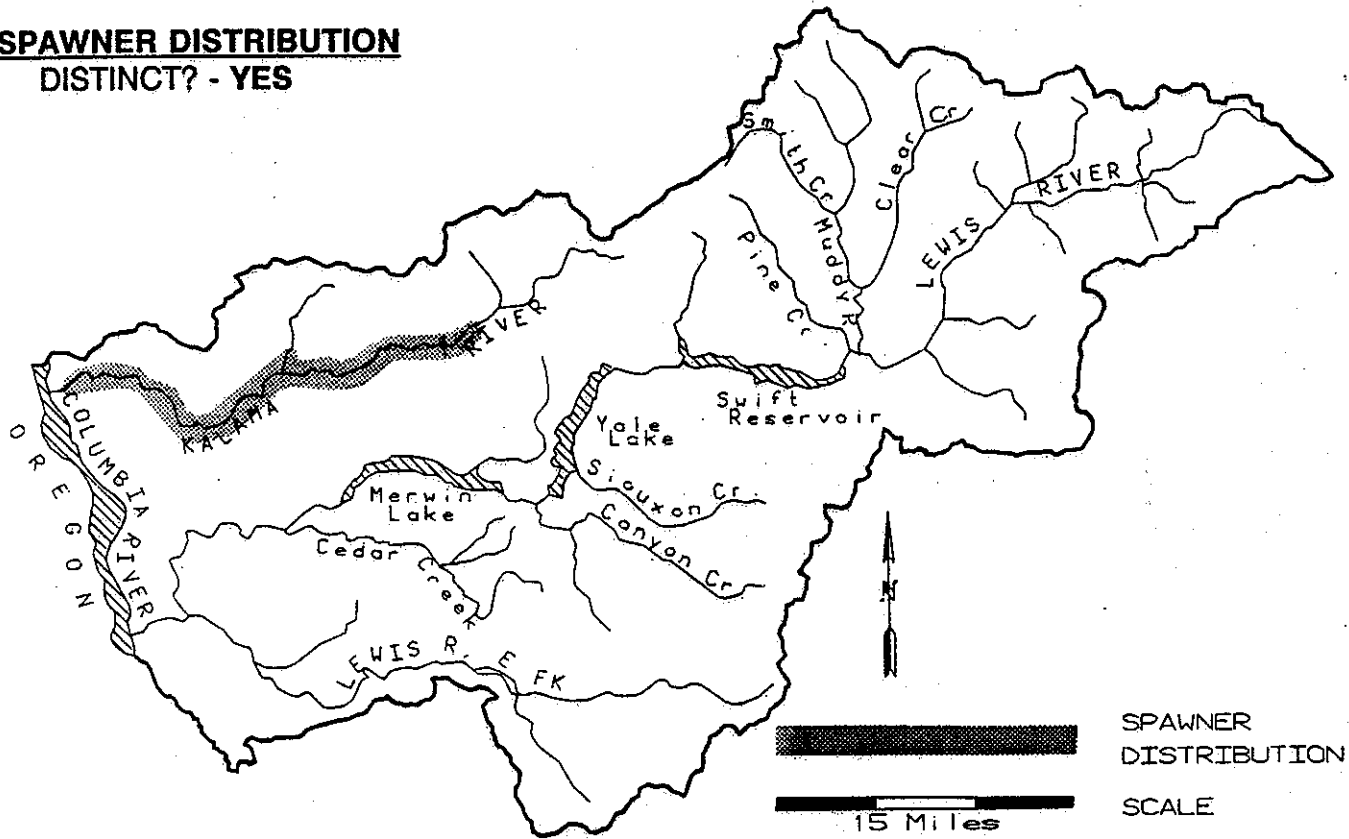 SPAWNER DISTRIBUTION
DISTINCT? - YES
Smith Cr
Clear Cr
Muddy R
Pine Cr
LEWIS RIVER
KALAMA RIVER
COLUMBIA RIVER
OREGON
Swift
Reservoir
Yale
Lake
Siouxon Cr.
Canyon Cr
Merwin
Lake
Cedar Creek
LEWIS R. E FK
N
SPAWNER
DISTRIBUTION
SCALE
15 Miles